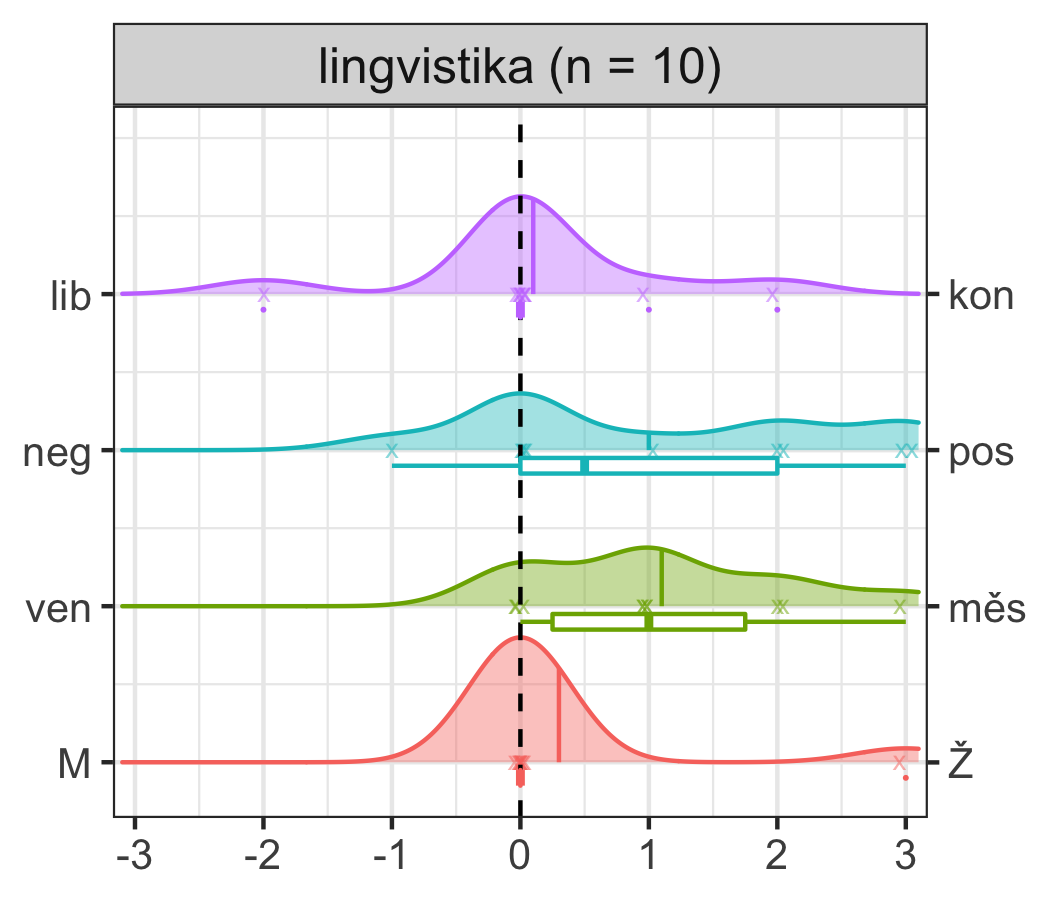 lingvistika (n = 10)
lib kon
neg pos
ven měs
M Ž
-3 -2 -1 0 1 2 3